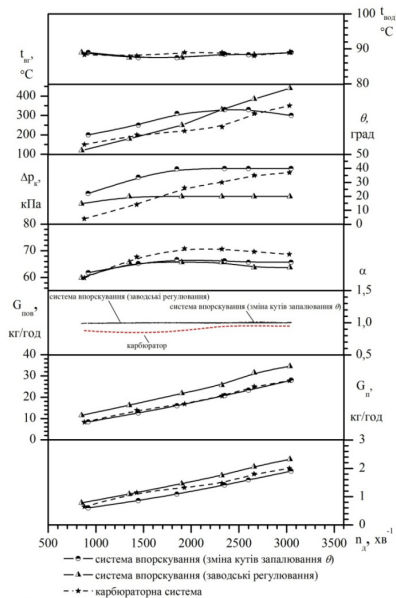 t_вод
°С
100
90
80
t_вг,
°С
400
300
200
100
θ, град
50
40
30
20
10
0
Δp_к,
кПа
80
70
60
50
α
1,5
1,0
0,5
система впорскування (заводські регулювання)
система впорскування (зміна кутів запалювання θ)
карбюратор
G_пов,
кг/год
40
30
20
10
0
G_п,
кг/год
3
2
1
0
500 1000 1500 2000 2500 3000 3500
n_д, хв⁻¹
система впорскування (зміна кутів запалювання θ)
система впорскування (заводські регулювання)
карбюраторна система